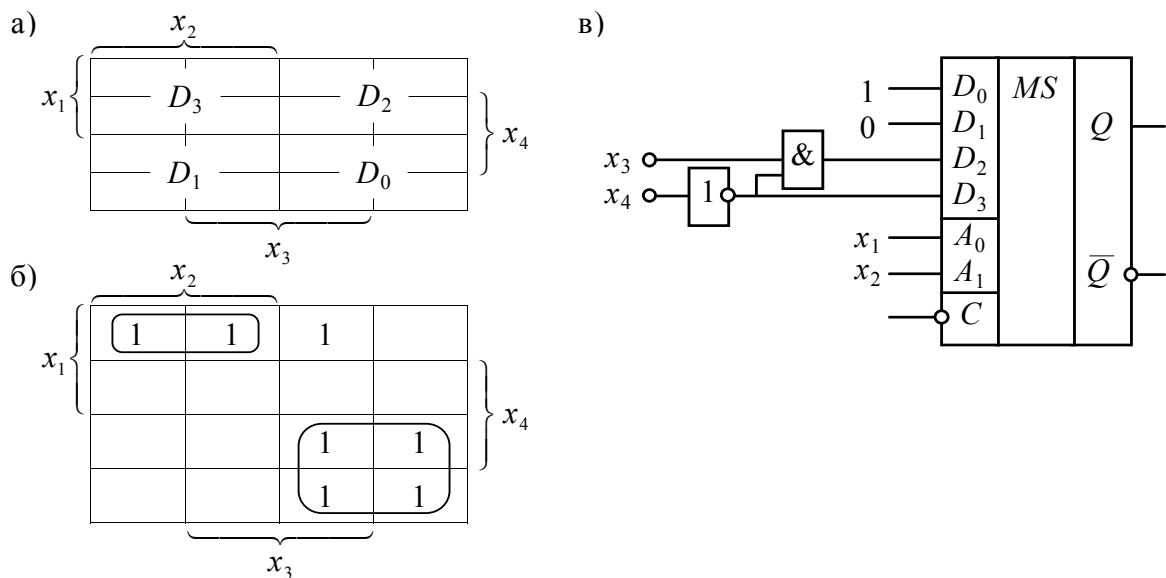 а)
x₂
x₁
D₃ D₂
D₁ D₀
x₄
x₃
б)
x₂
x₁
1 1 1
x₄
1 1
1 1
x₃
в)
1 D₀ MS
0 D₁ Q
x₃ & D₂
x₄ 1 D₃
x₁ A₀
x₂ A₁ Q̅
C